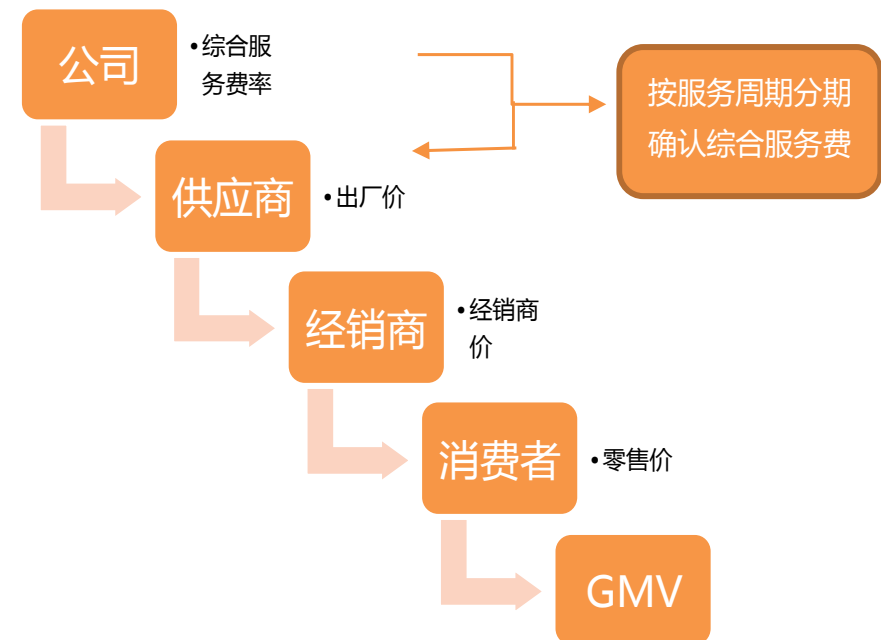 公司
•综合服
务费率
按服务周期分期
确认综合服务费
供应商
•出厂价
经销商
•经销商
价
消费者
•零售价
GMV